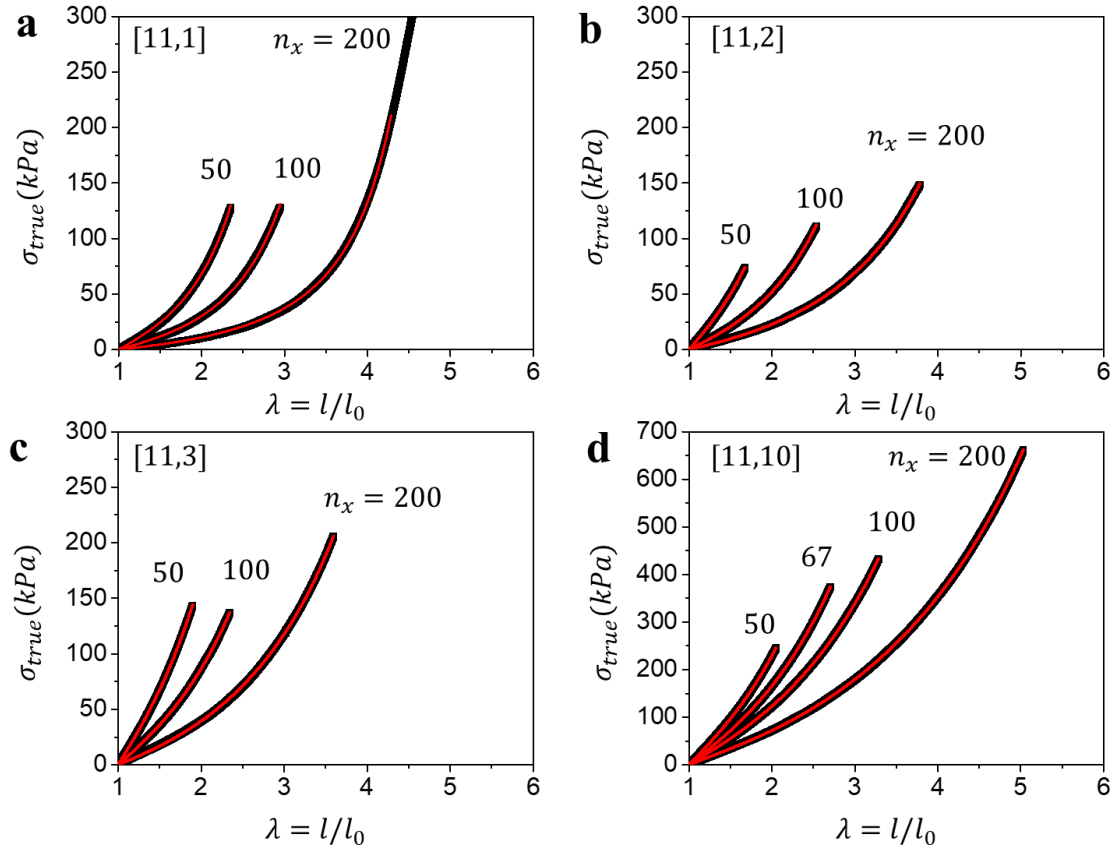 a
[11,1]
n_x = 200
50
100
300
250
200
150
100
50
0
σ_true(kPa)
1 2 3 4 5 6
λ = l/l_0
b
[11,2]
n_x = 200
100
50
300
250
200
150
100
50
0
σ_true(kPa)
1 2 3 4 5 6
λ = l/l_0
c
[11,3]
n_x = 200
50
100
300
250
200
150
100
50
0
σ_true(kPa)
1 2 3 4 5 6
λ = l/l_0
d
[11,10]
n_x = 200
100
67
50
700
600
500
400
300
200
100
0
σ_true(kPa)
1 2 3 4 5 6
λ = l/l_0